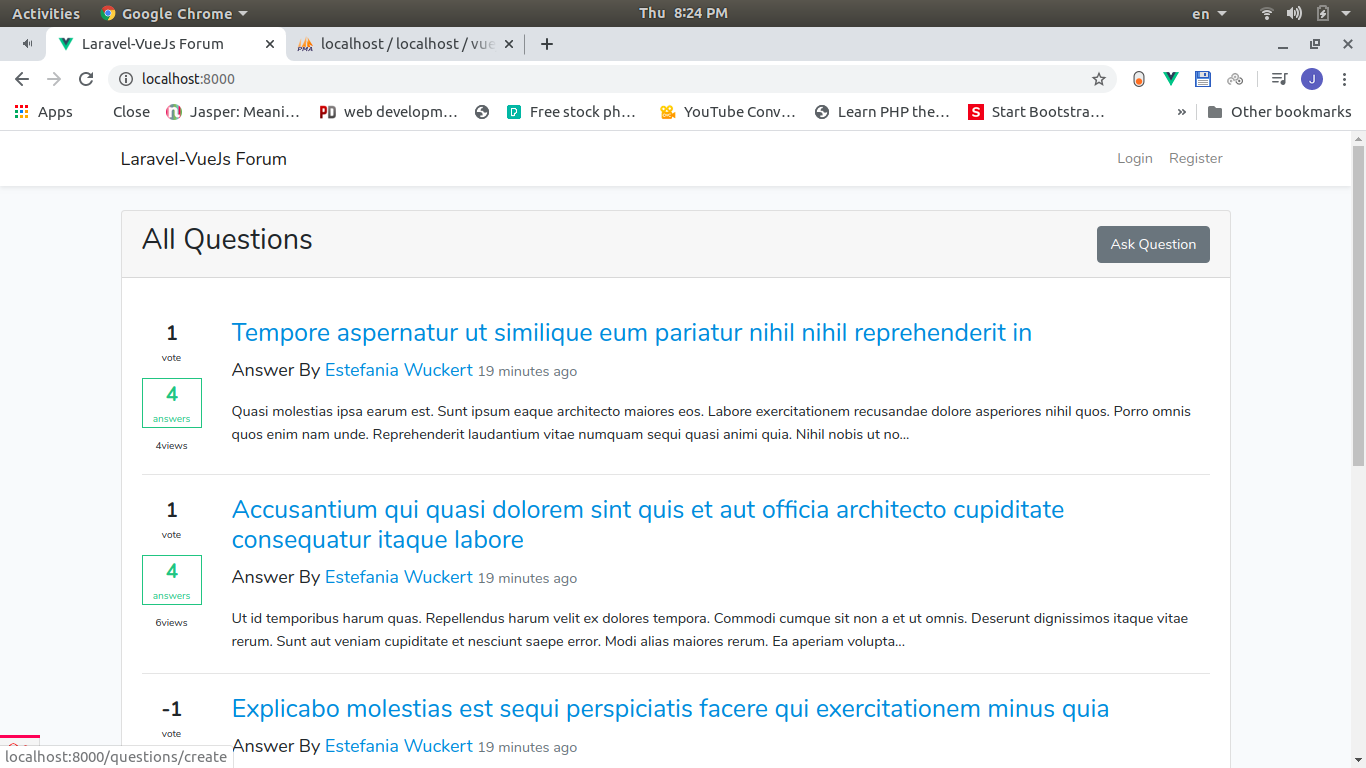 Activities Google Chrome Thu 8:24 PM en
Laravel-VueJs Forum localhost / localhost / vue
localhost:8000 J
Apps Close Jasper: Meani... PD web developm... Free stock ph... YouTube Conv... Learn PHP the... S Start Bootstra... » Other bookmarks
Laravel-VueJs Forum Login Register
All Questions Ask Question
1 Tempore aspernatur ut similique eum pariatur nihil nihil reprehenderit in
vote
Answer By Estefania Wuckert 19 minutes ago
4
answers
Quasi molestias ipsa earum est. Sunt ipsum eaque architecto maiores eos. Labore exercitationem recusandae dolore asperiores nihil quos. Porro omnis
quos enim nam unde. Reprehenderit laudantium vitae numquam sequi quasi animi quia. Nihil nobis ut no...
4views
1 Accusantium qui quasi dolorem sint quis et aut officia architecto cupiditate
vote consequatur itaque labore
4 Answer By Estefania Wuckert 19 minutes ago
answers
6views
Ut id temporibus harum quas. Repellendus harum velit ex dolores tempora. Commodi cumque sit non a et ut omnis. Deserunt dignissimos itaque vitae
rerum. Sunt aut veniam cupiditate et nesciunt saepe error. Modi alias maiores rerum. Ea aperiam volupta...
-1 Explicabo molestias est sequi perspiciatis facere qui exercitationem minus quia
vote
Answer By Estefania Wuckert 19 minutes ago
localhost:8000/questions/create